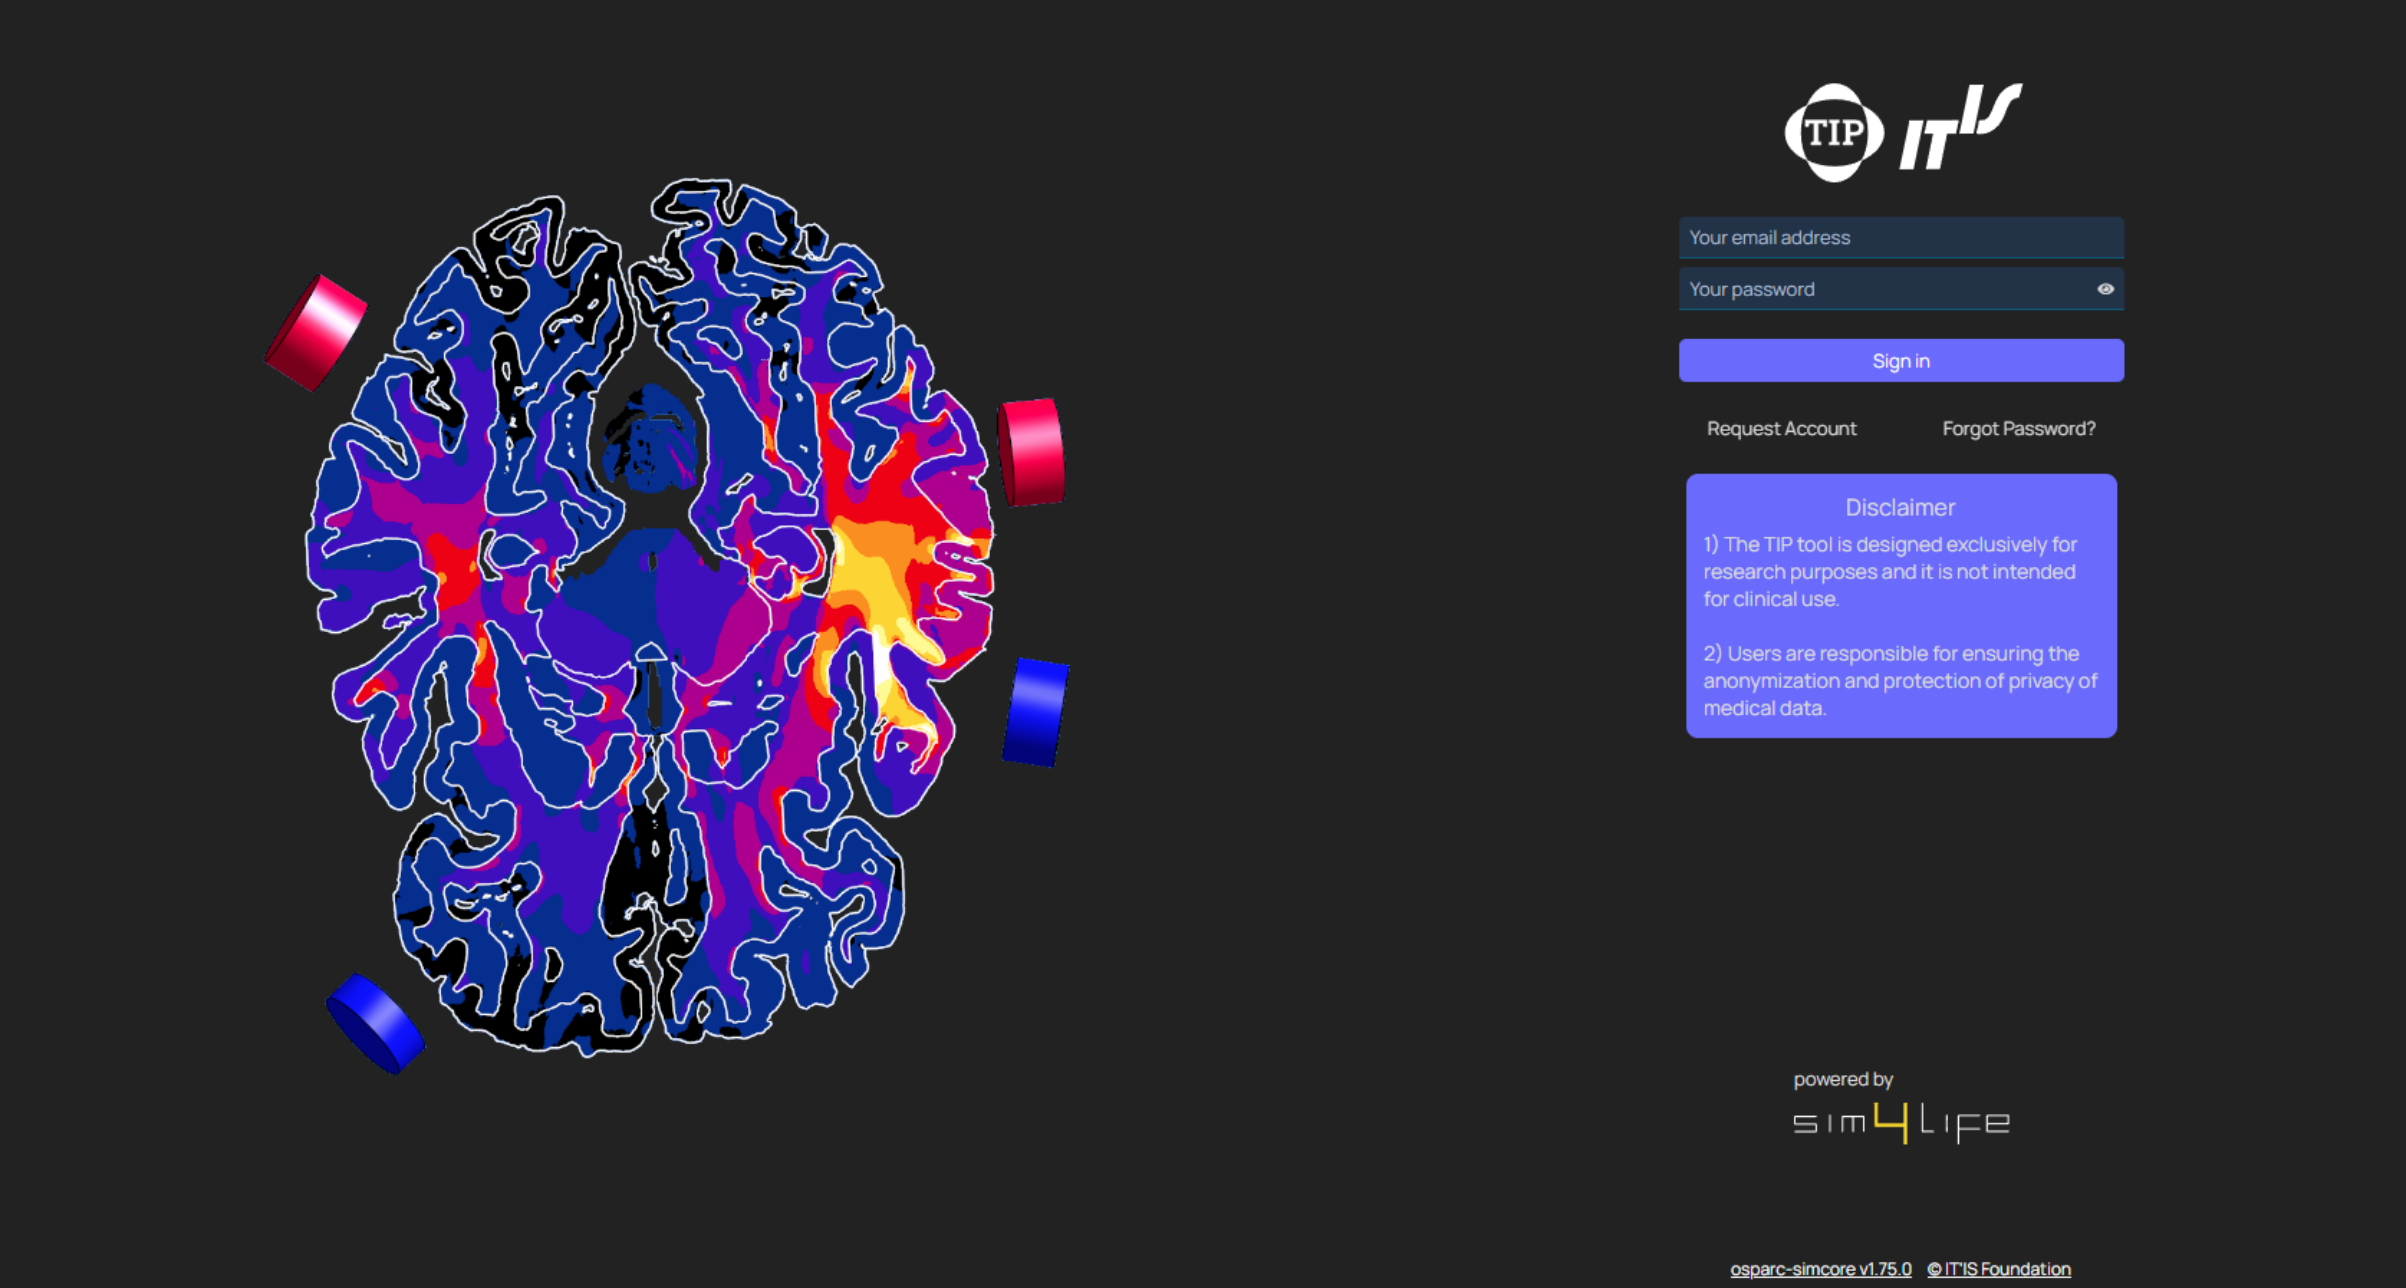 TIP IT'IS
Your email address
Your password
Sign in
Request Account Forgot Password?
Disclaimer
1) The TIP tool is designed exclusively for
research purposes and it is not intended
for clinical use.
2) Users are responsible for ensuring the
anonymization and protection of privacy of
medical data.
powered by
sim4life
osparc-simcore v1.75.0 © IT'IS Foundation